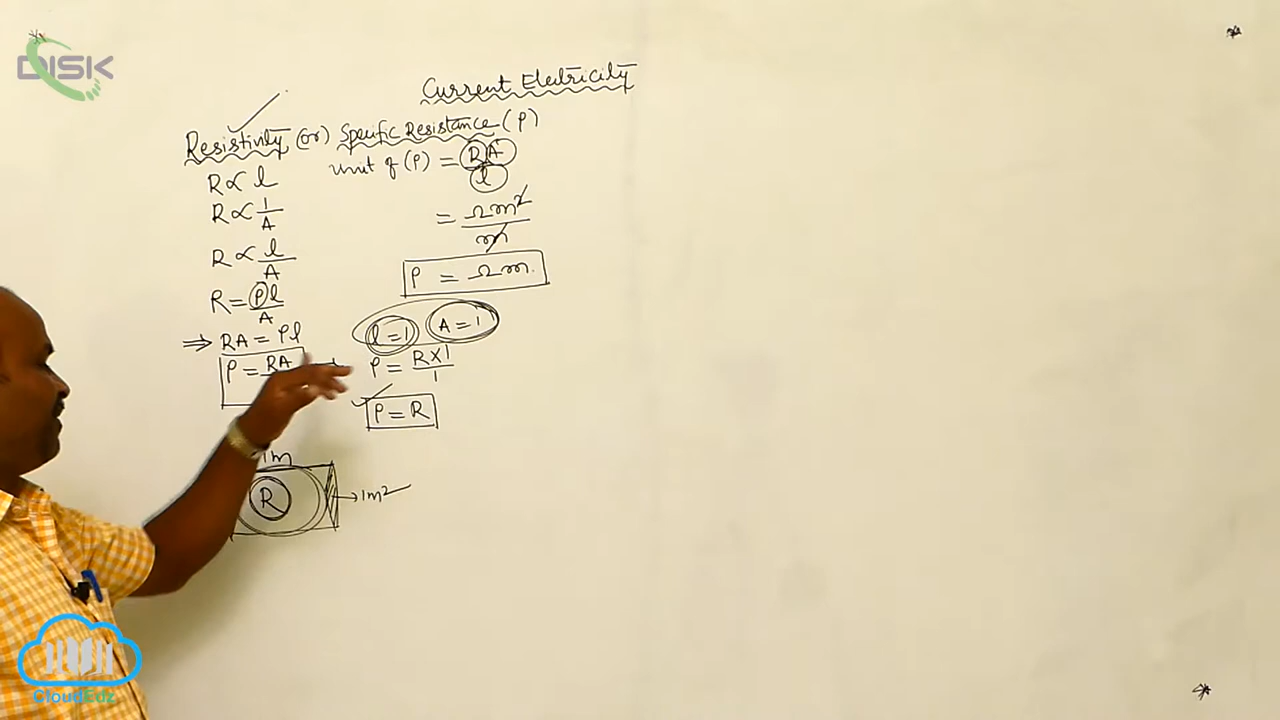 DISK
Current Electricity
Resistivity (or) Specific Resistance (ρ)
R ∝ l
R ∝ 1/A
R ∝ l/A
R = ρl/A
⇒ RA = ρl
ρ = RA
unit of (ρ) = RA/l
= Ωm²/m
ρ = Ωm.
l = 1 A = 1
ρ = R×1/1
ρ = R
1m
R → 1m²
CloudEdz